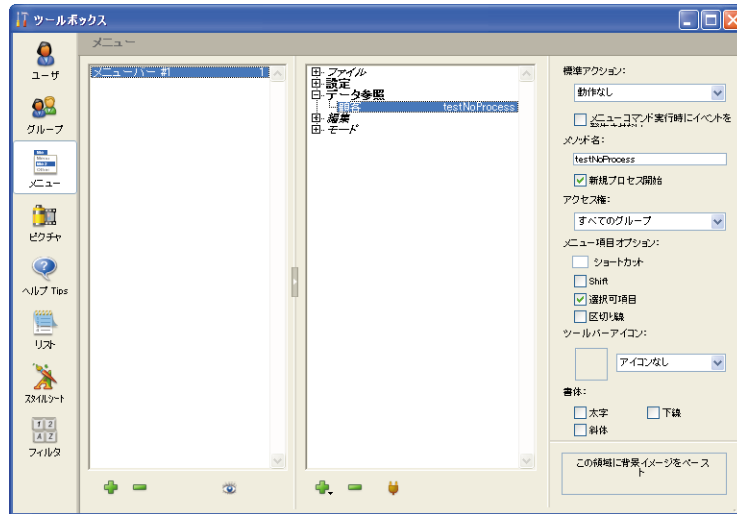 ツールボックス
メニュー
ユーザ
グループ
メニュー
ピクチャ
ヘルプ Tips
リスト
スタイルシート
フィルタ
メニューバー #1 1
ファイル
設定
データ参照
顧客 testNoProcess
編集
モード
標準アクション:
動作なし
メニューコマンド実行時にイベントを
メソッド名:
testNoProcess
新規プロセス開始
アクセス権:
すべてのグループ
メニュー項目オプション:
ショートカット
Shift
選択可項目
区切り線
ツールバーアイコン:
アイコンなし
書体:
太字
下線
斜体
この領域に背景イメージをペース
ト